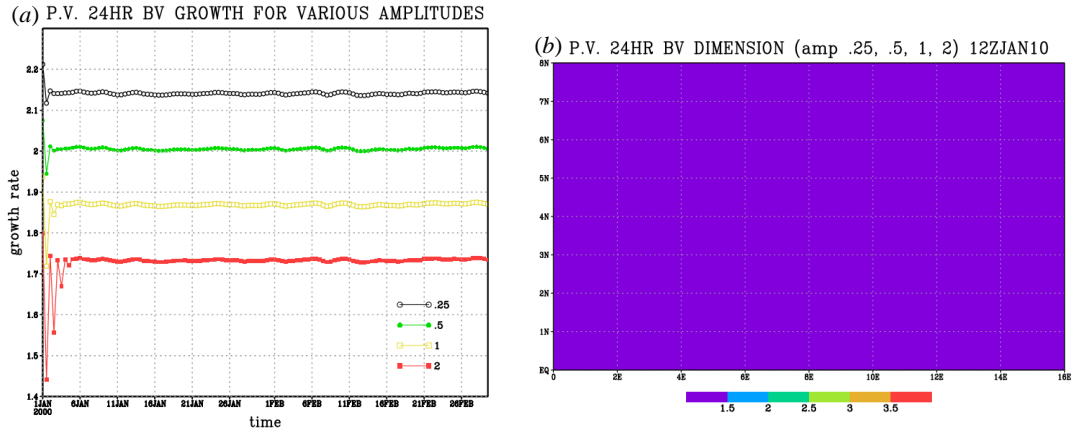 (a) P.V. 24HR BV GROWTH FOR VARIOUS AMPLITUDES
2.2
2.1
2
1.9
1.8
1.7
1.6
1.5
1.4
growth rate
.25
.5
1
2
1JAN 6JAN 11JAN 16JAN 21JAN 26JAN 1FEB 6FEB 11FEB 16FEB 21FEB 26FEB
2000
time
(b) P.V. 24HR BV DIMENSION (amp .25, .5, 1, 2) 12ZJAN10
8N
7N
6N
5N
4N
3N
2N
1N
EQ
0 2E 4E 6E 8E 10E 12E 14E 16E
1.5 2 2.5 3 3.5